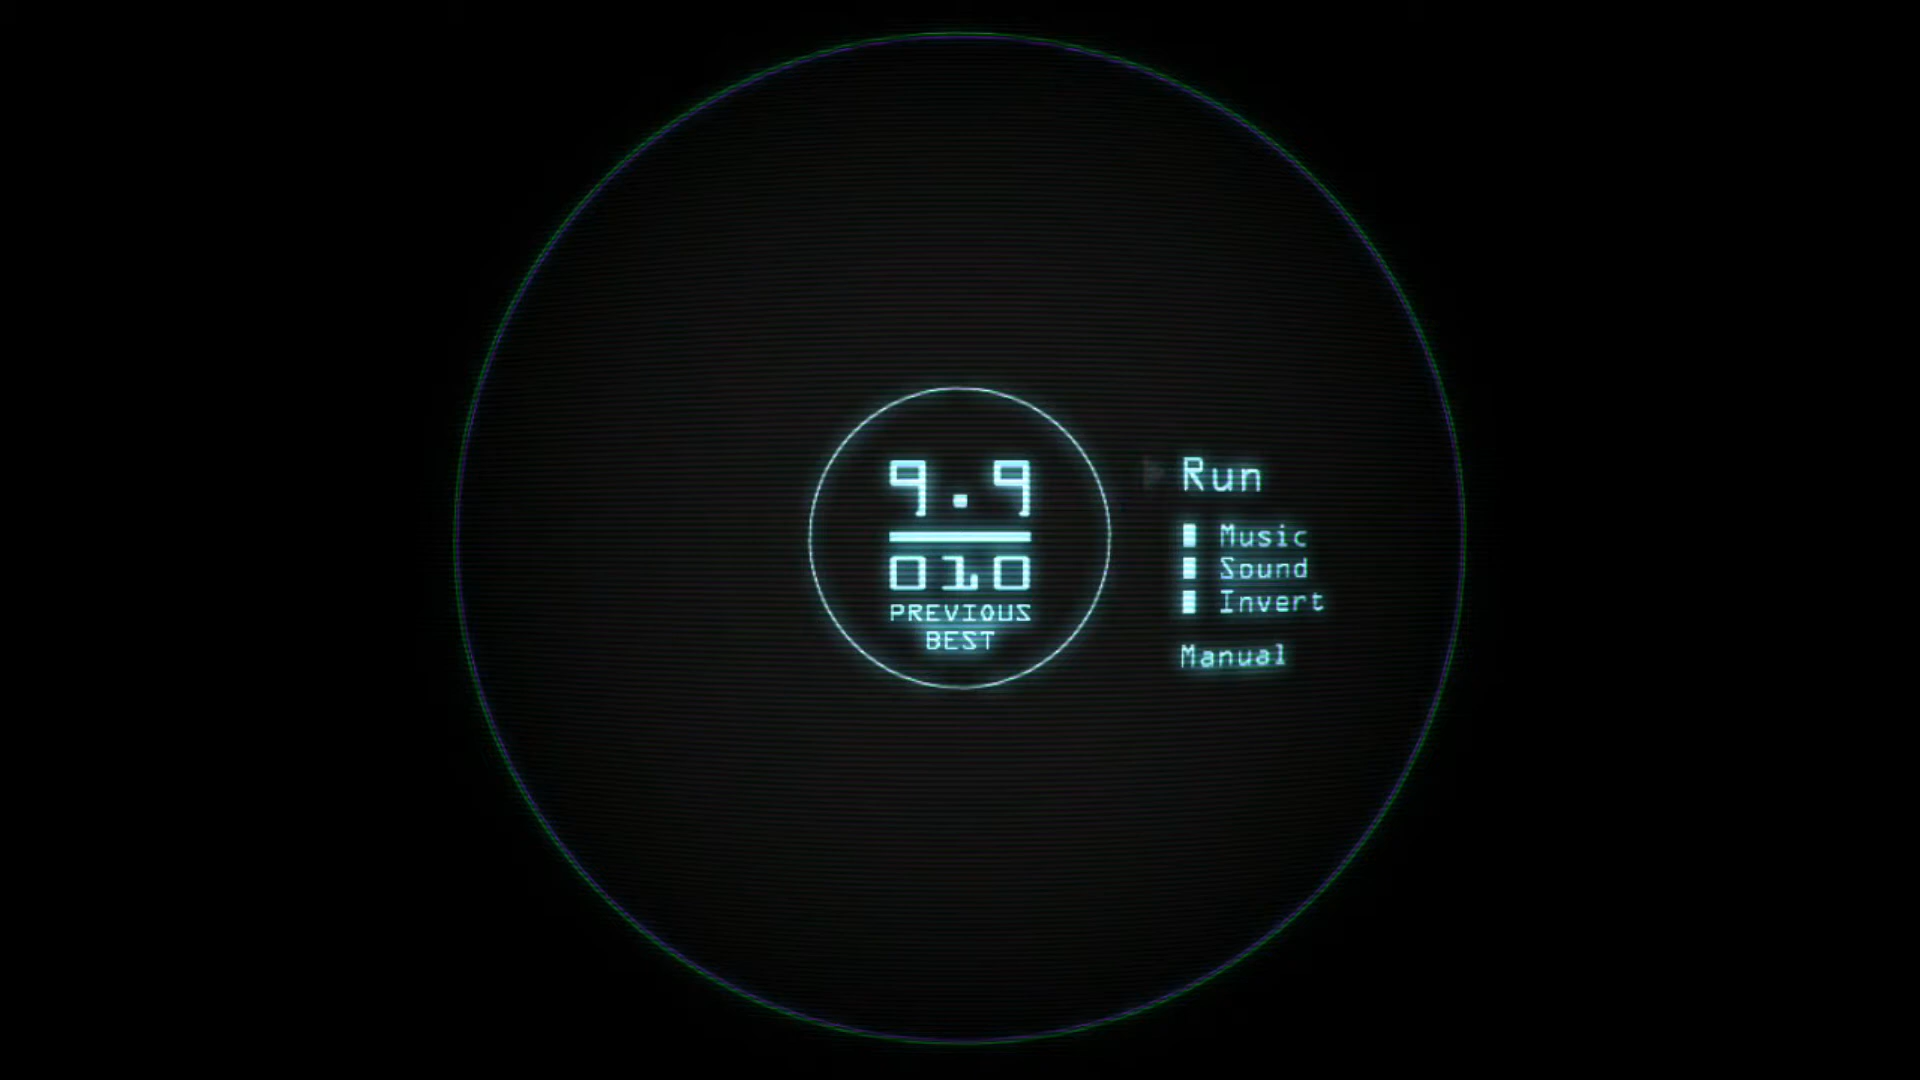 9.9
010
PREVIOUS
BEST
Run
Music
Sound
Invert
Manual